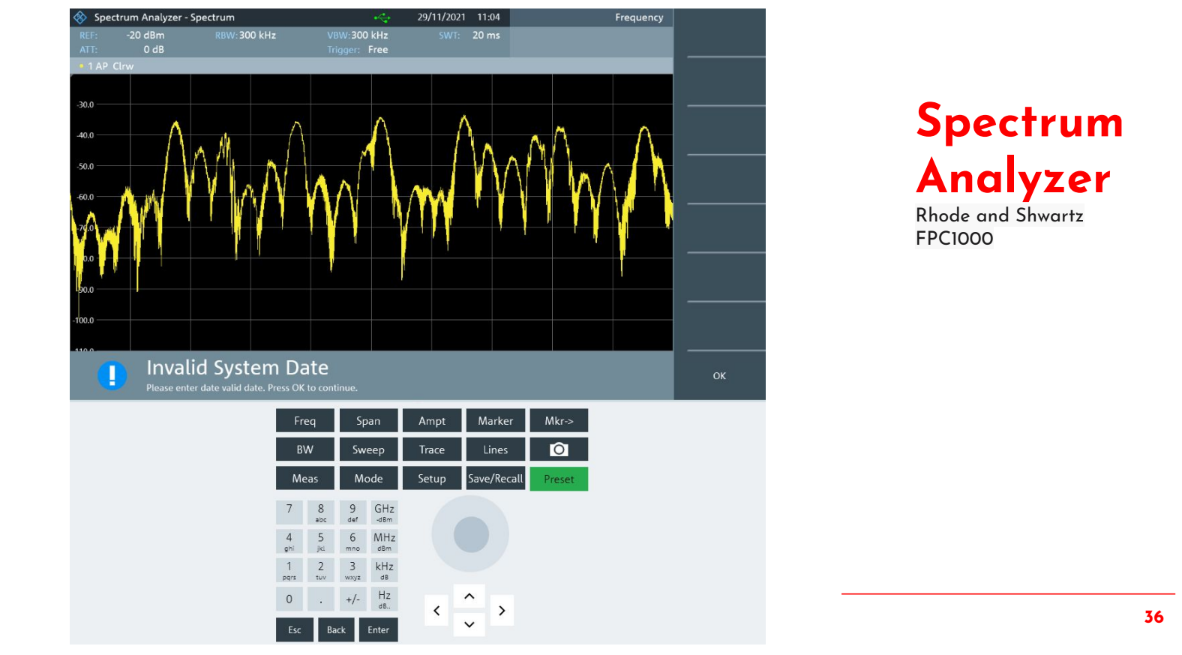 Spectrum Analyzer - Spectrum 29/11/2021 11:04 Frequency
REF: -20 dBm RBW: 300 kHz VBW: 300 kHz SWT: 20 ms
ATT: 0 dB Trigger: Free
1 AP Clrw
-30.0
-40.0
-50.0
-60.0
-70.0
-80.0
-90.0
-100.0
-110.0
Invalid System Date
Please enter date valid date. Press OK to continue.
OK
Freq Span Ampt Marker Mkr->
BW Sweep Trace Lines
Meas Mode Setup Save/Recall Preset
7 8 9 GHz
abc def -dBm
4 5 6 MHz
ghi jkl mno dBm
1 2 3 kHz
pqrs tuv wxyz dB
0 . +/- Hz
dB..
Esc Back Enter
Spectrum
Analyzer
Rhode and Shwartz
FPC1000
36